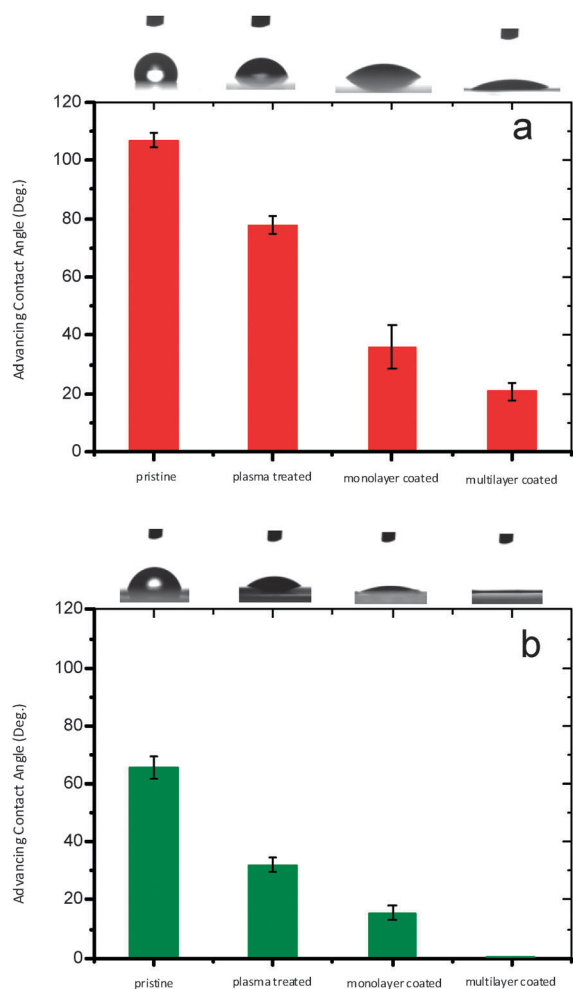 120
a
100
80
60
40
20
0
Advancing Contact Angle (Deg.)
pristine plasma treated monolayer coated multilayer coated
120
b
100
80
60
40
20
0
Advancing Contact Angle (Deg.)
pristine plasma treated monolayer coated multilayer coated